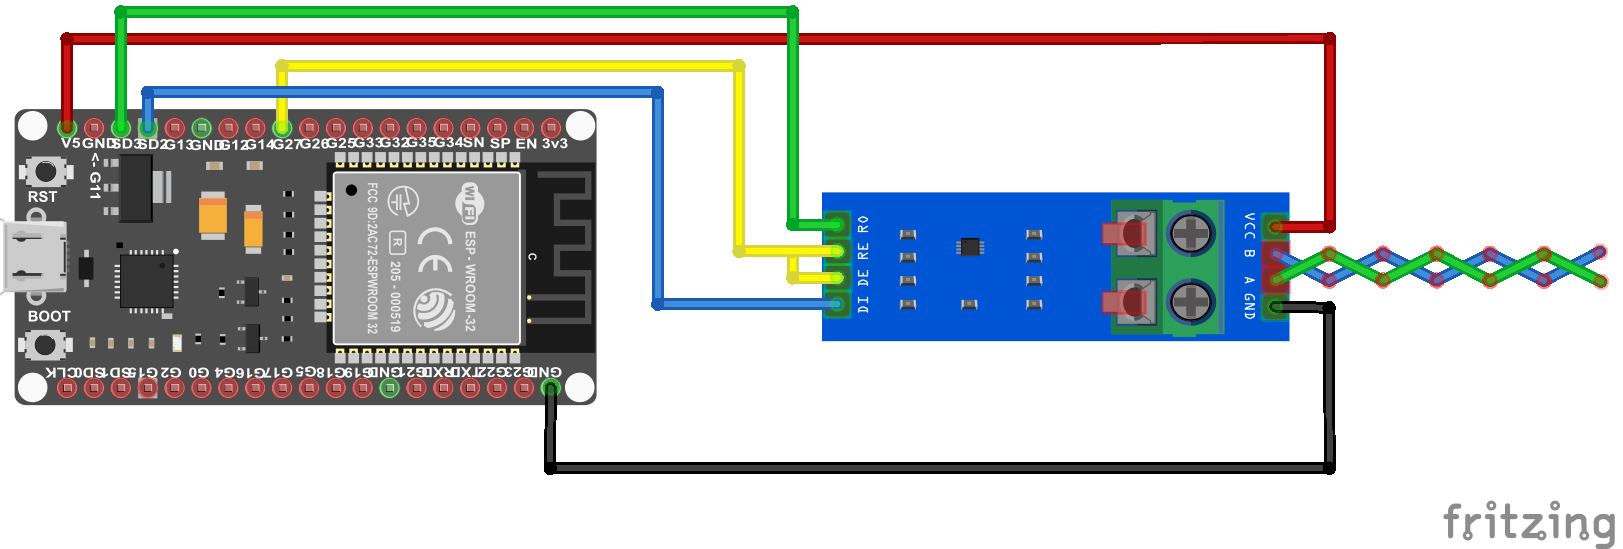 V5 GND SD3 SD2 G13 GND G12 G14 G27 G26 G25 G33 G32 G35 G34 SN SP EN 3v3
<-G11
RST
BOOT
FCC 9D:2AC72-ESPWROOM 32
R
205 - 000519
CE
WiFi
ESP - WROOM-32
C
CLK SD0 SD1 G15 G2 G0 G4 G16 G17 G5 G18 G19 GND G21 RXD TXD G22 G23 GND
DI DE RE RO
VCC B A GND
fritzing